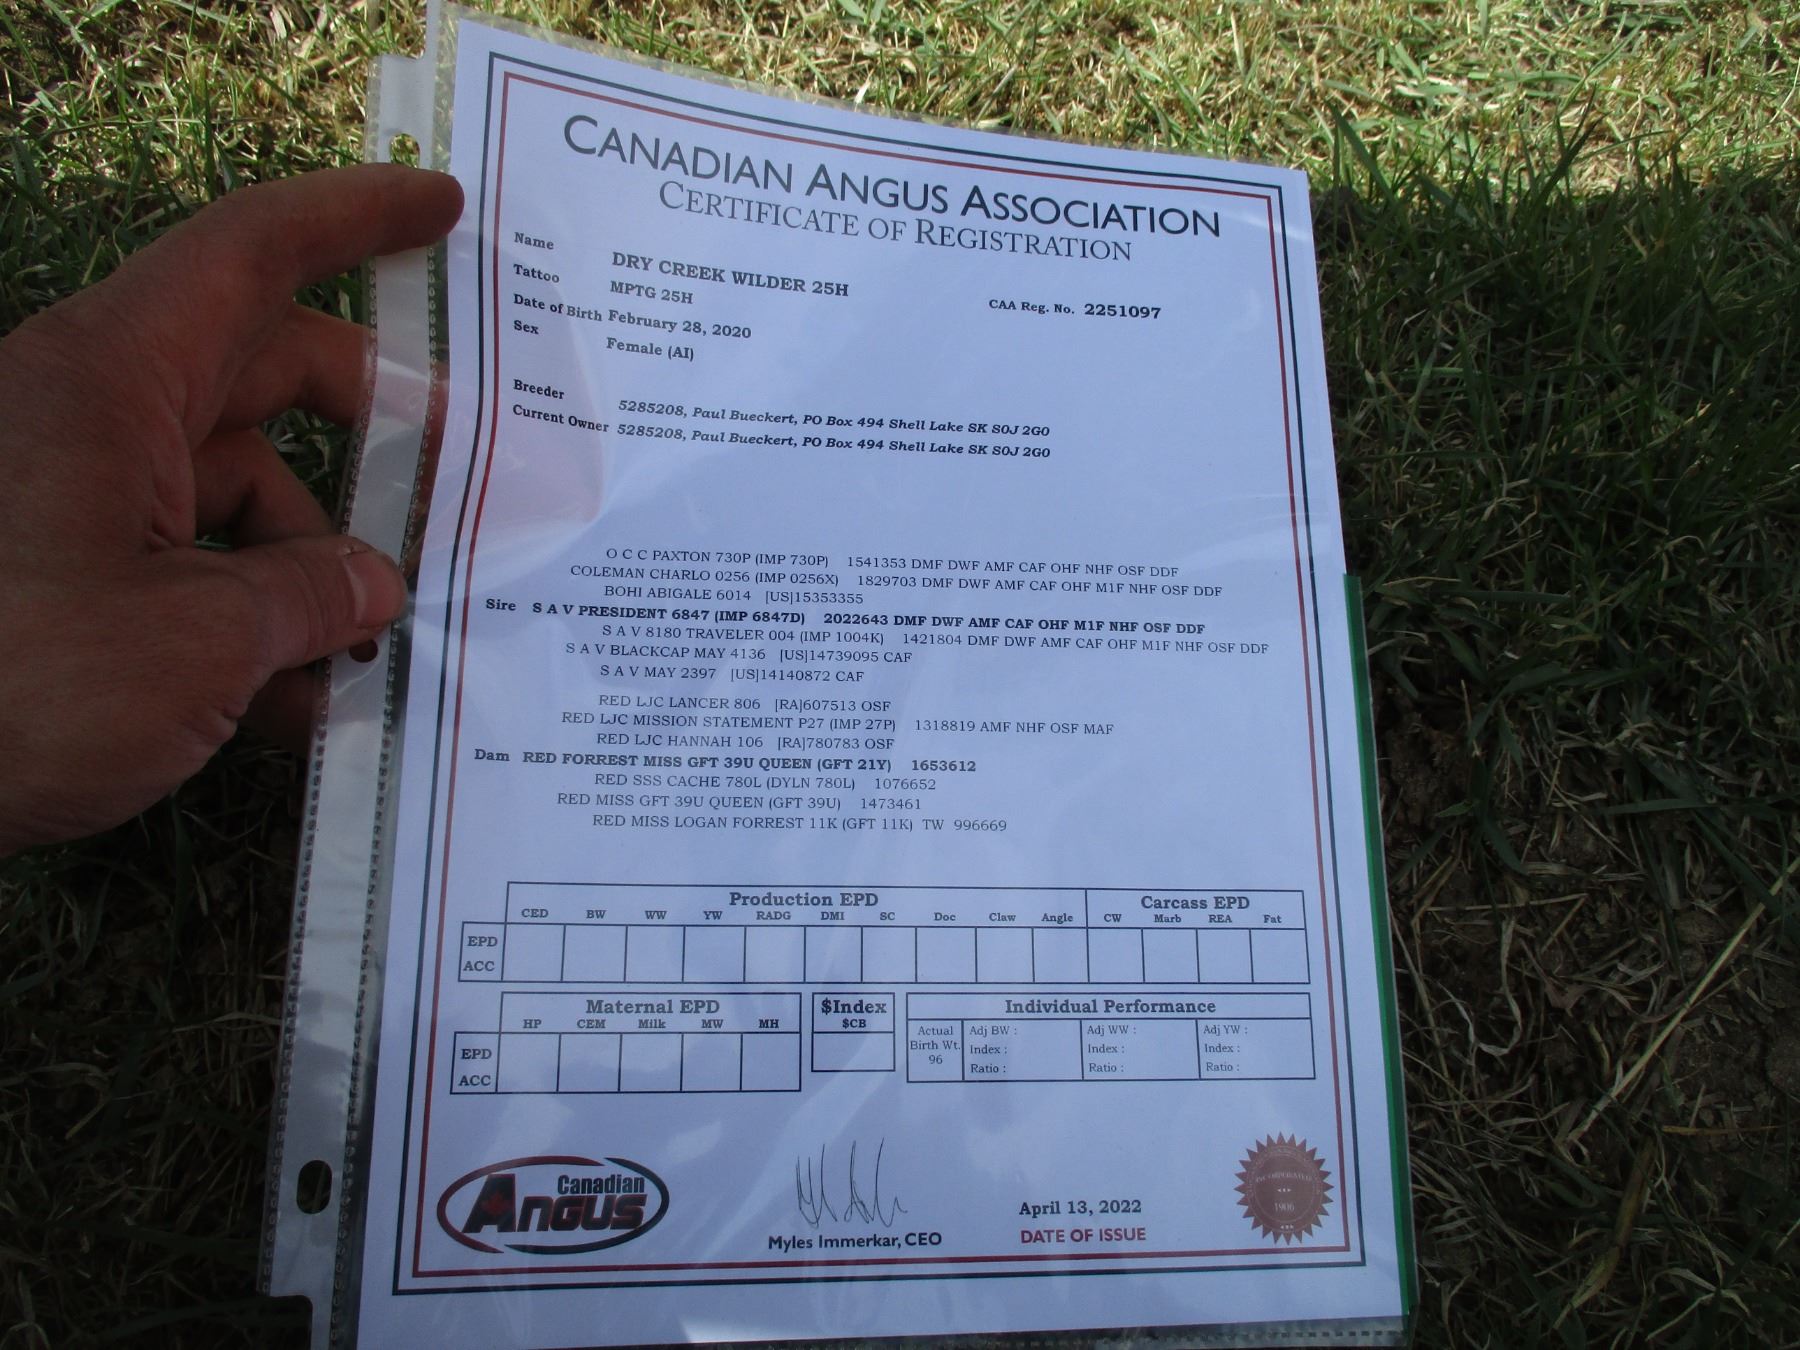 CANADIAN ANGUS ASSOCIATION
CERTIFICATE OF REGISTRATION
Name DRY CREEK WILDER 25H
Tattoo MPTG 25H CAA Reg. No. 2251097
Date of Birth February 28, 2020
Sex Female (AI)
Breeder 5285208, Paul Bueckert, PO Box 494 Shell Lake SK S0J 2G0
Current Owner 5285208, Paul Bueckert, PO Box 494 Shell Lake SK S0J 2G0
O C C PAXTON 730P (IMP 730P) 1541353 DMF DWF AMF CAF OHF NHF OSF DDF
COLEMAN CHARLO 0256 (IMP 0256X) 1829703 DMF DWF AMF CAF OHF M1F NHF OSF DDF
BOHI ABIGALE 6014 [US]15353355
Sire S A V PRESIDENT 6847 (IMP 6847D) 2022643 DMF DWF AMF CAF OHF M1F NHF OSF DDF
S A V 8180 TRAVELER 004 (IMP 1004K) 1421804 DMF DWF AMF CAF OHF M1F NHF OSF DDF
S A V BLACKCAP MAY 4136 [US]14739095 CAF
S A V MAY 2397 [US]14140872 CAF
RED LJC LANCER 806 [RA]607513 OSF
RED LJC MISSION STATEMENT P27 (IMP 27P) 1318819 AMF NHF OSF MAF
RED LJC HANNAH 106 [RA]780783 OSF
Dam RED FORREST MISS GFT 39U QUEEN (GFT 21Y) 1653612
RED SSS CACHE 780L (DYLN 780L) 1076652
RED MISS GFT 39U QUEEN (GFT 39U) 1473461
RED MISS LOGAN FORREST 11K (GFT 11K) TW 996669
Production EPD Carcass EPD
CED BW WW YW RADG DMI SC Doc Claw Angle CW Marb REA Fat
EPD
ACC
Maternal EPD $Index Individual Performance
HP CEM Milk MW MH $CB
Actual Birth Wt. 96
Adj BW : Adj WW : Adj YW :
Index : Index : Index :
Ratio : Ratio : Ratio :
EPD
ACC
Canadian
ANGUS
Myles Immerkar, CEO
April 13, 2022
DATE OF ISSUE
INCORPORATED
1906